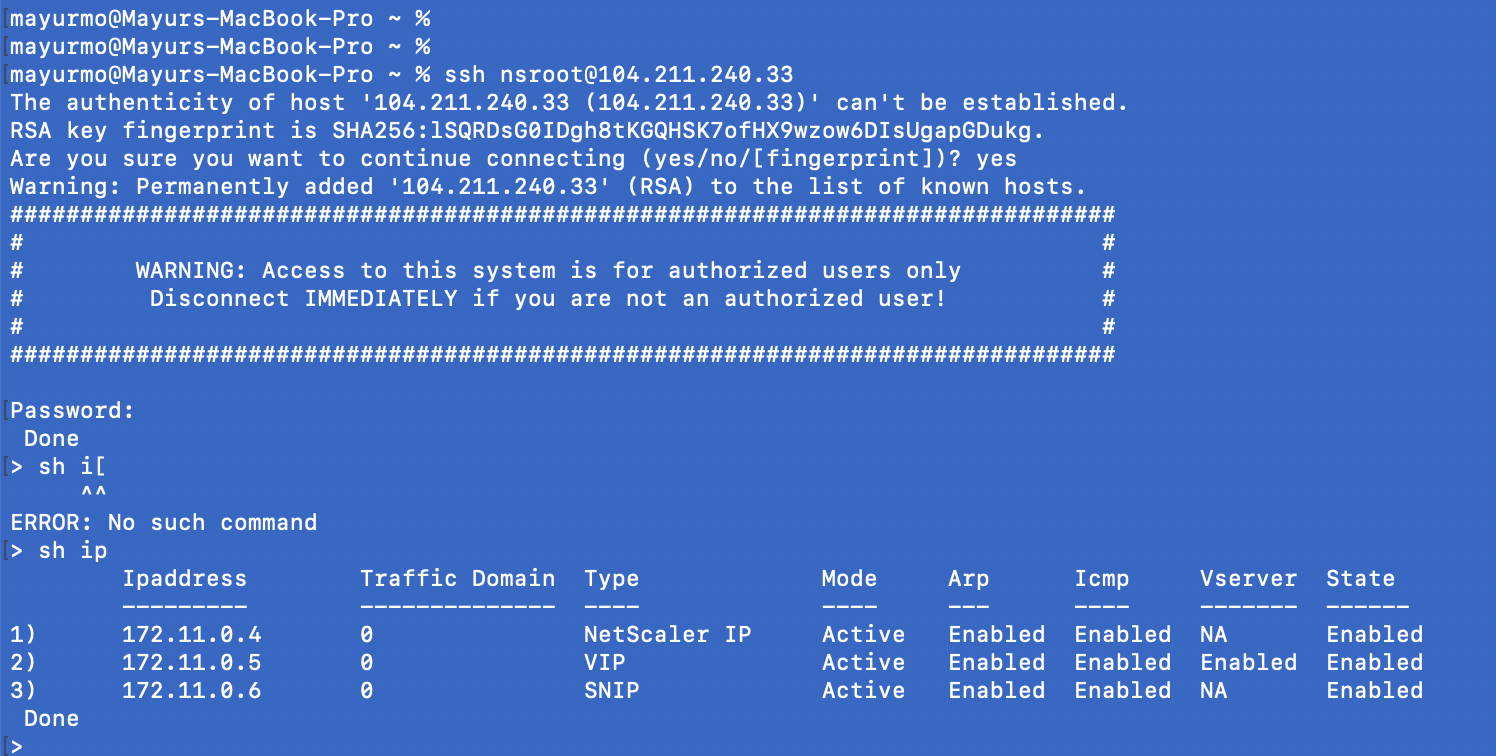 mayurmo@Mayurs-MacBook-Pro ~ %
mayurmo@Mayurs-MacBook-Pro ~ %
mayurmo@Mayurs-MacBook-Pro ~ % ssh nsroot@104.211.240.33
The authenticity of host '104.211.240.33 (104.211.240.33)' can't be established.
RSA key fingerprint is SHA256:lSQRDsG0IDgh8tKGQHSK7ofHX9wzow6DIsUgapGDukg.
Are you sure you want to continue connecting (yes/no/[fingerprint])? yes
Warning: Permanently added '104.211.240.33' (RSA) to the list of known hosts.
###############################################################################
#                                                                             #
#        WARNING: Access to this system is for authorized users only          #
#         Disconnect IMMEDIATELY if you are not an authorized user!           #
#                                                                             #
###############################################################################
Password:
 Done
> sh i[
     ^^
ERROR: No such command
> sh ip
        Ipaddress        Traffic Domain  Type             Mode     Arp      Icmp     Vserver  State
        ---------        --------------  ----             ----     ---      ----     -------  ------
1)      172.11.0.4       0               NetScaler IP     Active   Enabled  Enabled  NA       Enabled
2)      172.11.0.5       0               VIP              Active   Enabled  Enabled  Enabled  Enabled
3)      172.11.0.6       0               SNIP             Active   Enabled  Enabled  NA       Enabled
 Done
>